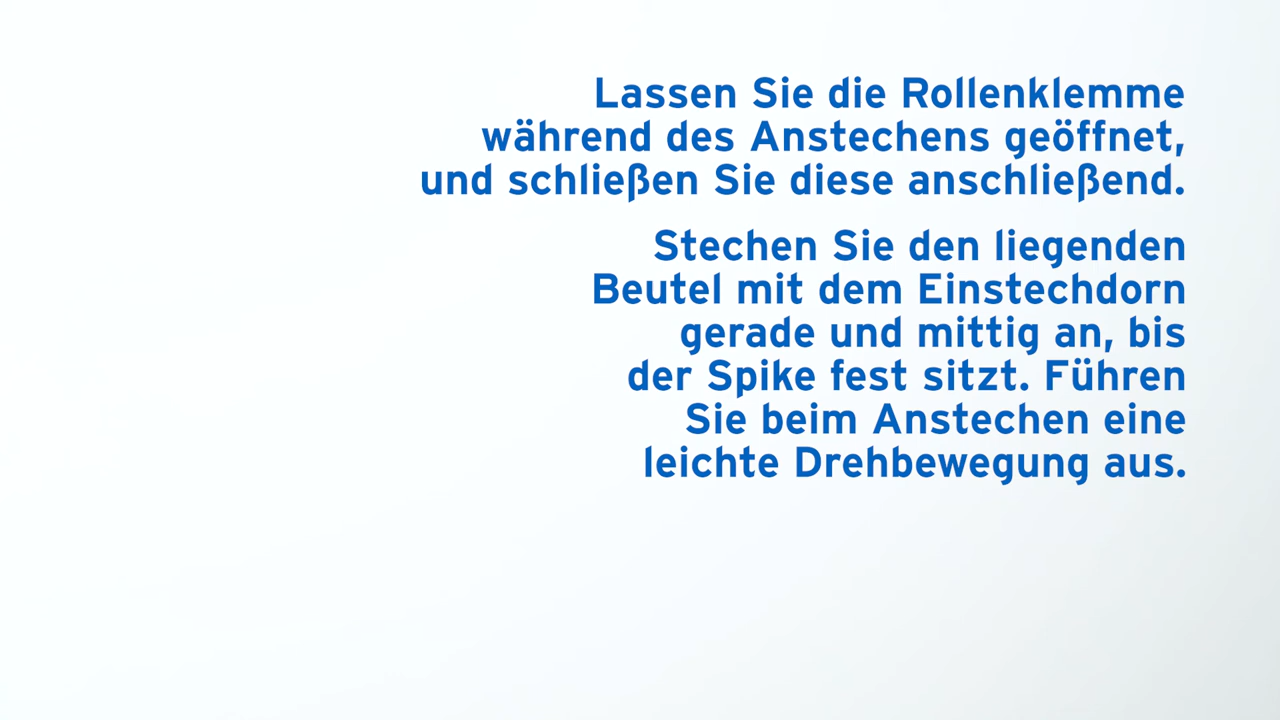 Lassen Sie die Rollenklemme
während des Anstechens geöffnet,
und schließen Sie diese anschließend.
Stechen Sie den liegenden
Beutel mit dem Einstechdorn
gerade und mittig an, bis
der Spike fest sitzt. Führen
Sie beim Anstechen eine
leichte Drehbewegung aus.